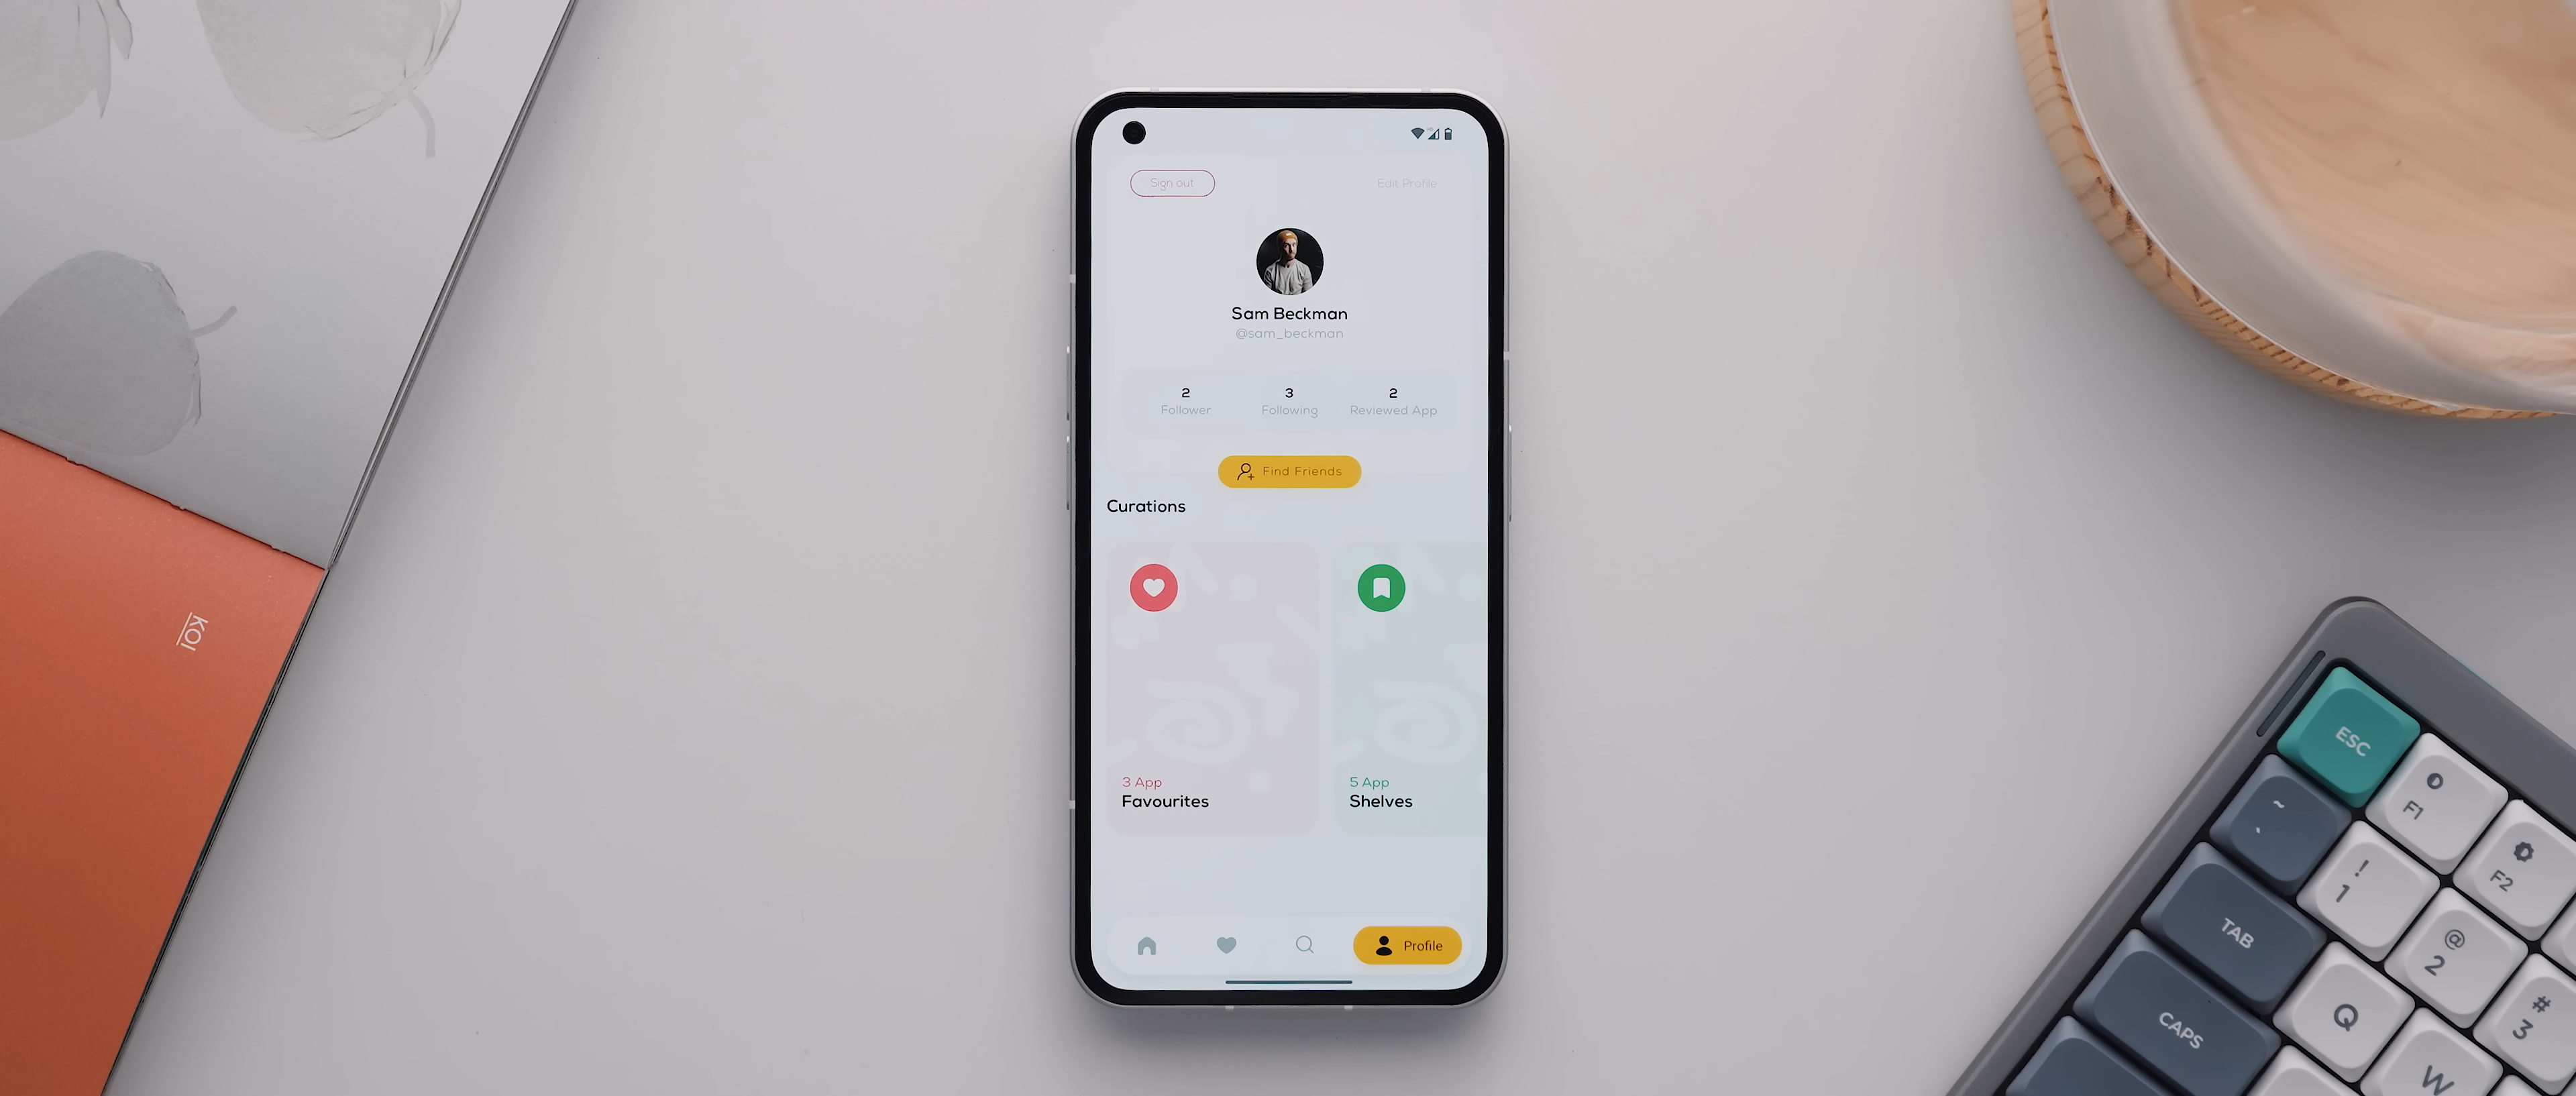 Sign out
Edit Profile
Sam Beckman
@sam_beckman
2 3 2
Follower Following Reviewed App
Find Friends
Curations
3 App 5 App
Favourites Shelves
Profile
KOI
ESC
F1
F2
~
`
!
1
@
2
#
3
TAB
Q
W
CAPS